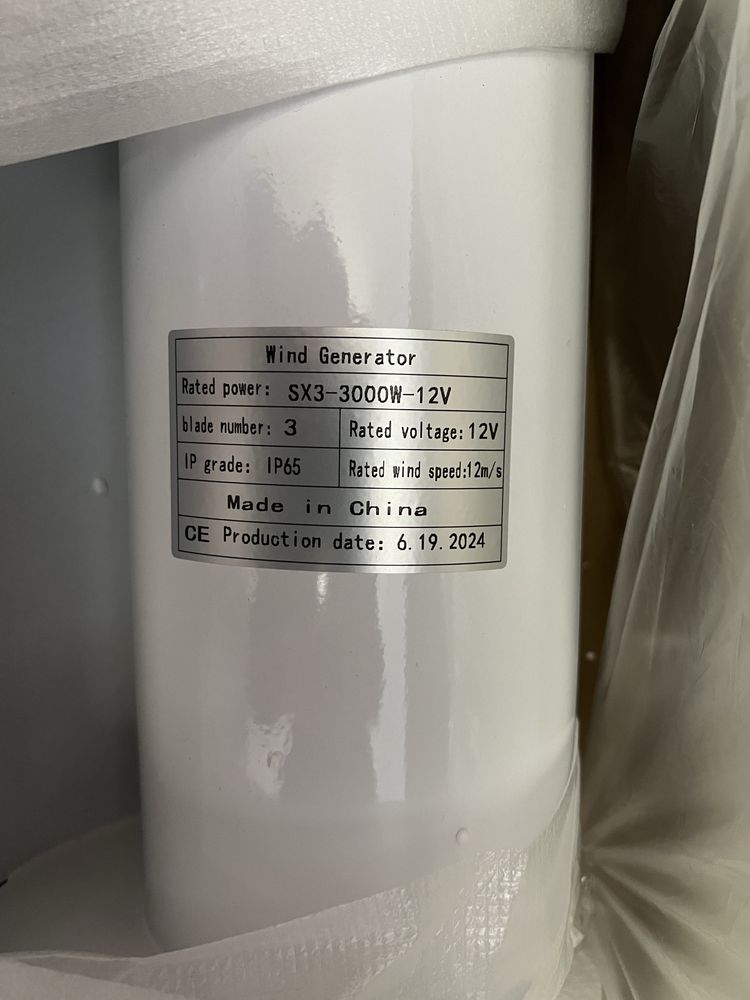 Wind Generator
Rated power: SX3-3000W-12V
blade number: 3 Rated voltage: 12V
IP grade: IP65 Rated wind speed:12m/s
Made in China
CE Production date: 6.19.2024